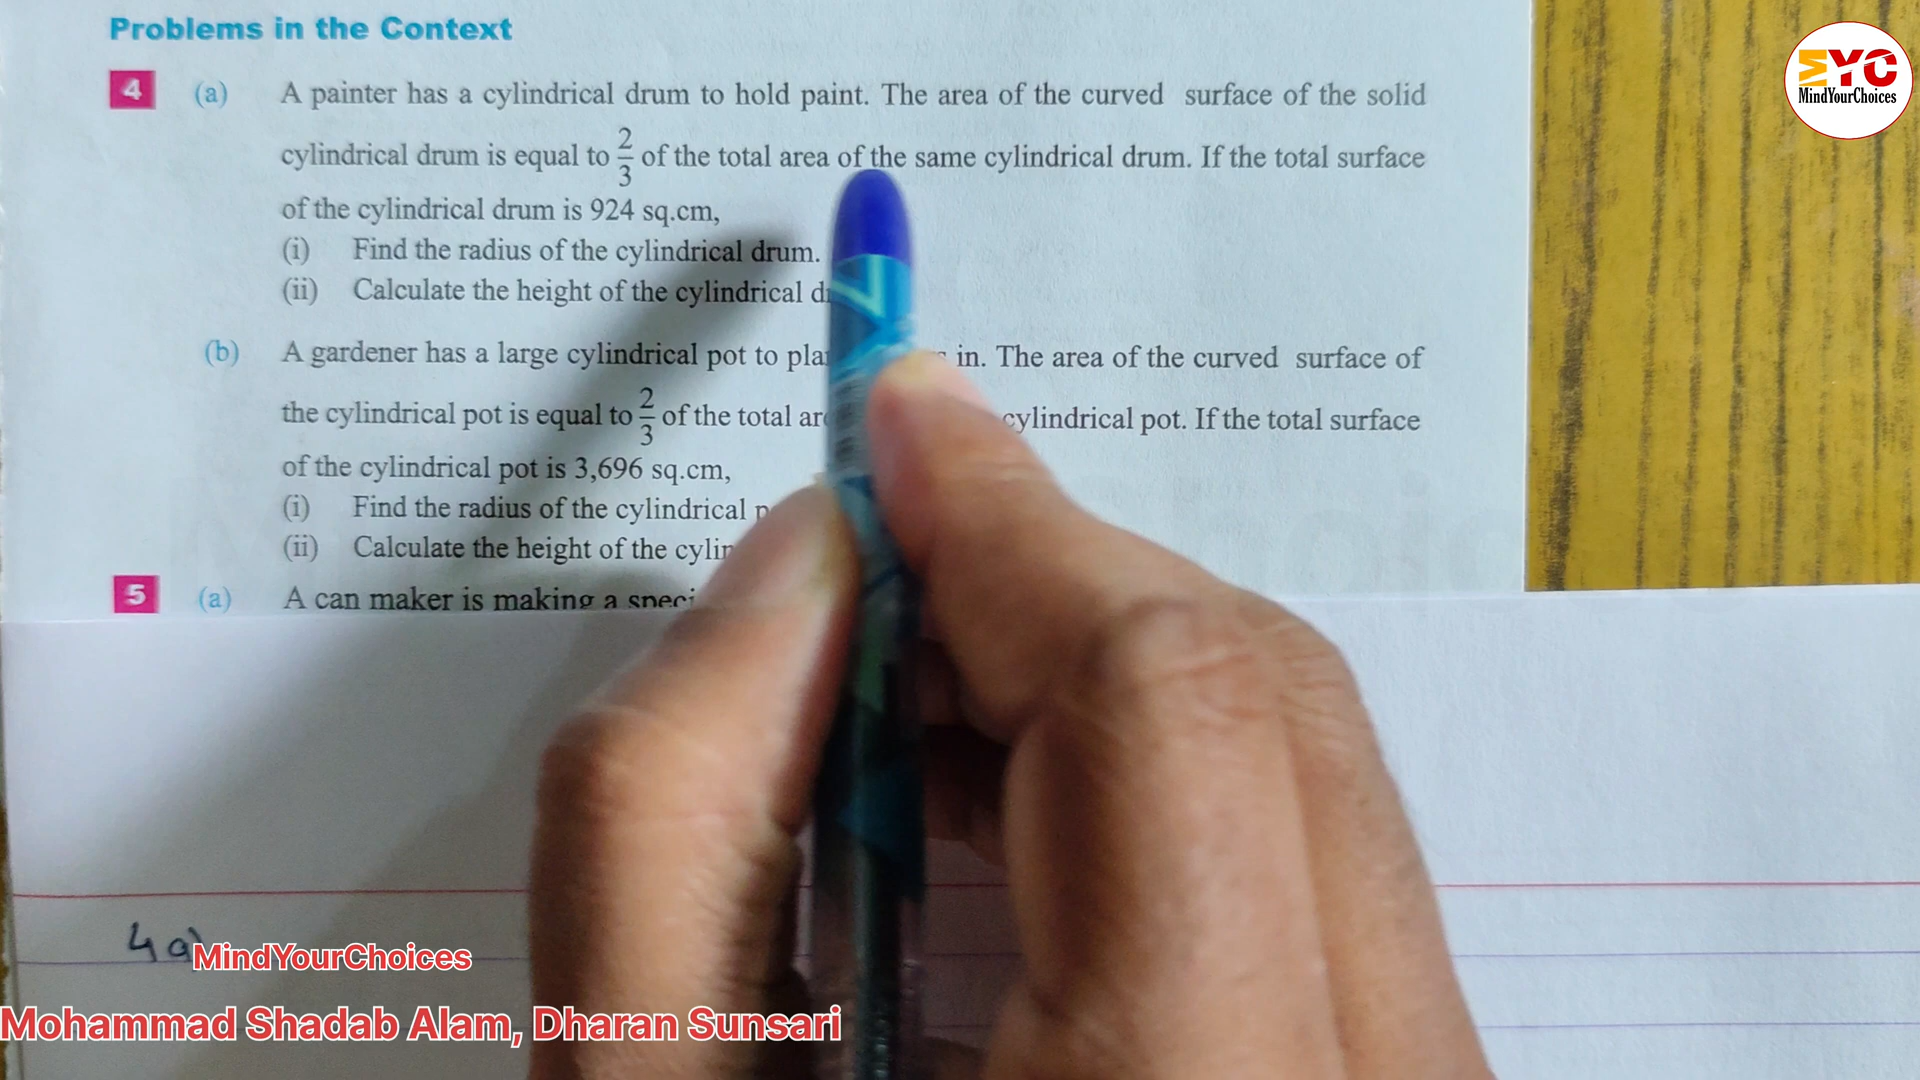 Problems in the Context
MYC
MindYourChoices
4 (a) A painter has a cylindrical drum to hold paint. The area of the curved surface of the solid
cylindrical drum is equal to 2/3 of the total area of the same cylindrical drum. If the total surface
of the cylindrical drum is 924 sq.cm,
(i) Find the radius of the cylindrical drum.
(ii) Calculate the height of the cylindrical
(b) A gardener has a large cylindrical pot to in. The area of the curved surface of
the cylindrical pot is equal to 2/3 of the total cylindrical pot. If the total surface
of the cylindrical pot is 3,696 sq.cm,
(i) Find the radius of the cylindrical
(ii) Calculate the height of the
5 (a) A can maker is making a
4 a)
MindYourChoices
Mohammad Shadab Alam, Dharan Sunsari